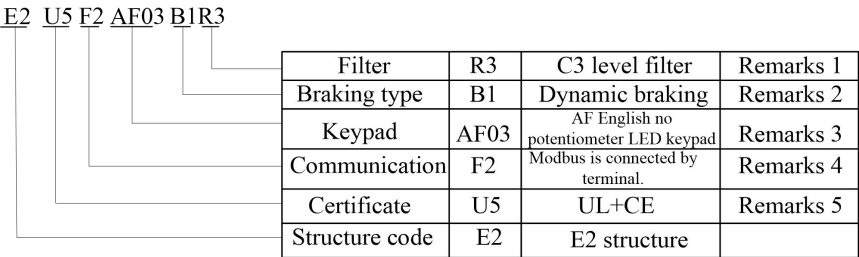 E2 U5 F2 AF03 B1R3
Filter R3 C3 level filter Remarks 1
Braking type B1 Dynamic braking Remarks 2
Keypad AF03 AF English no potentiometer LED keypad Remarks 3
Communication F2 Modbus is connected by terminal. Remarks 4
Certificate U5 UL+CE Remarks 5
Structure code E2 E2 structure